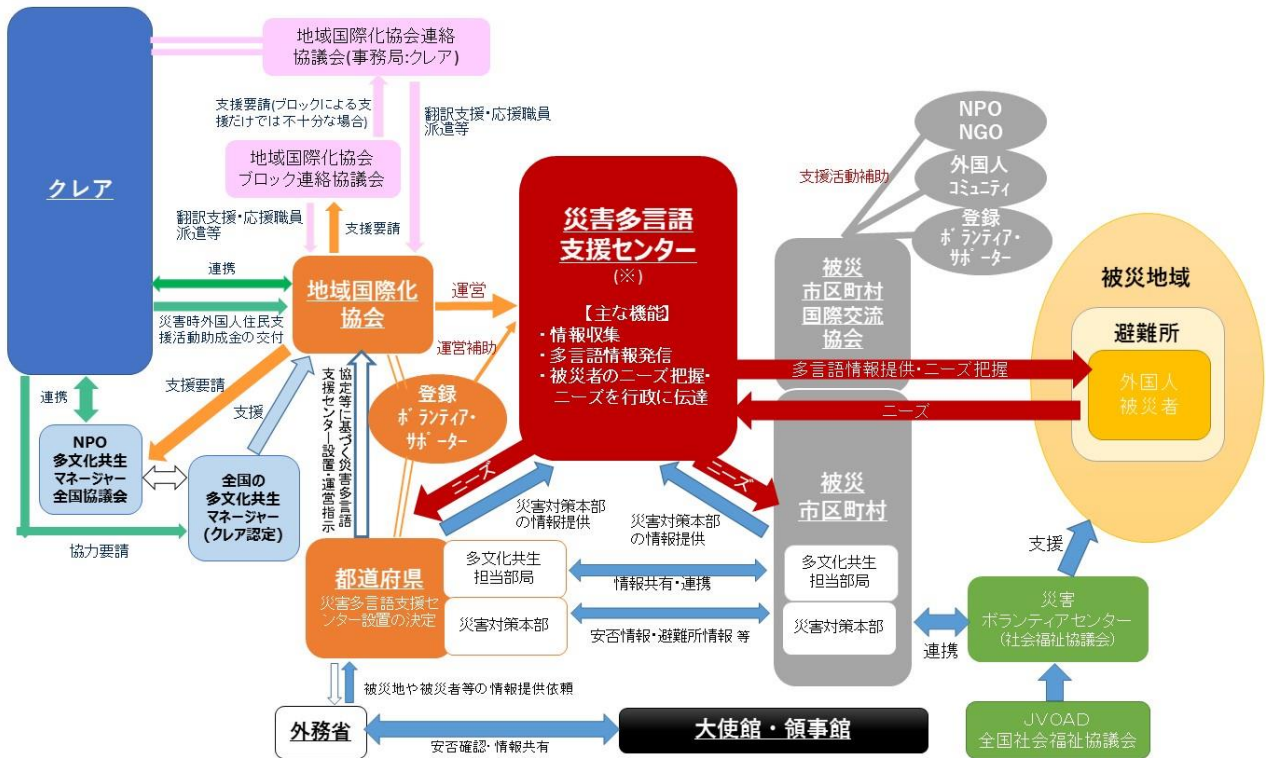 クレア
地域国際化協会連絡
協議会(事務局:クレア)
支援要請(ブロックによる支
援だけでは不十分な場合)
翻訳支援・応援職員
派遣等
地域国際化協会
ブロック連絡協議会
翻訳支援・応援職員
派遣等
支援要請
連携
災害時外国人住民支
援活動助成金の交付
地域国際化
協会
運営
運営補助
登録
ボランティア・
サポーター
支援要請
支援
連携
NPO
多文化共生
マネージャー
全国協議会
全国の
多文化共生
マネージャー
(クレア認定)
協力要請
協定等に基づく災害多言語
支援センター設置・運営指示
災害多言語
支援センター
(※)
【主な機能】
・情報収集
・多言語情報発信
・被災者のニーズ把握・
ニーズを行政に伝達
NPO
NGO
外国人
コミュニティ
登録
ボランティア・
サポーター
支援活動補助
被災
市区町村
国際交流
協会
多言語情報提供・ニーズ把握
ニーズ
被災地域
避難所
外国人
被災者
ニーズ
ニーズ
災害対策本部
の情報提供
災害対策本部
の情報提供
被災
市区町村
多文化共生
担当部局
災害対策本部
都道府県
災害多言語支援セ
ンター設置の決定
多文化共生
担当部局
災害対策本部
情報共有・連携
安否情報・避難所情報 等
連携
支援
災害
ボランティアセンター
(社会福祉協議会)
JVOAD
全国社会福祉協議会
被災地や被災者等の情報提供依頼
外務省
安否確認・情報共有
大使館・領事館